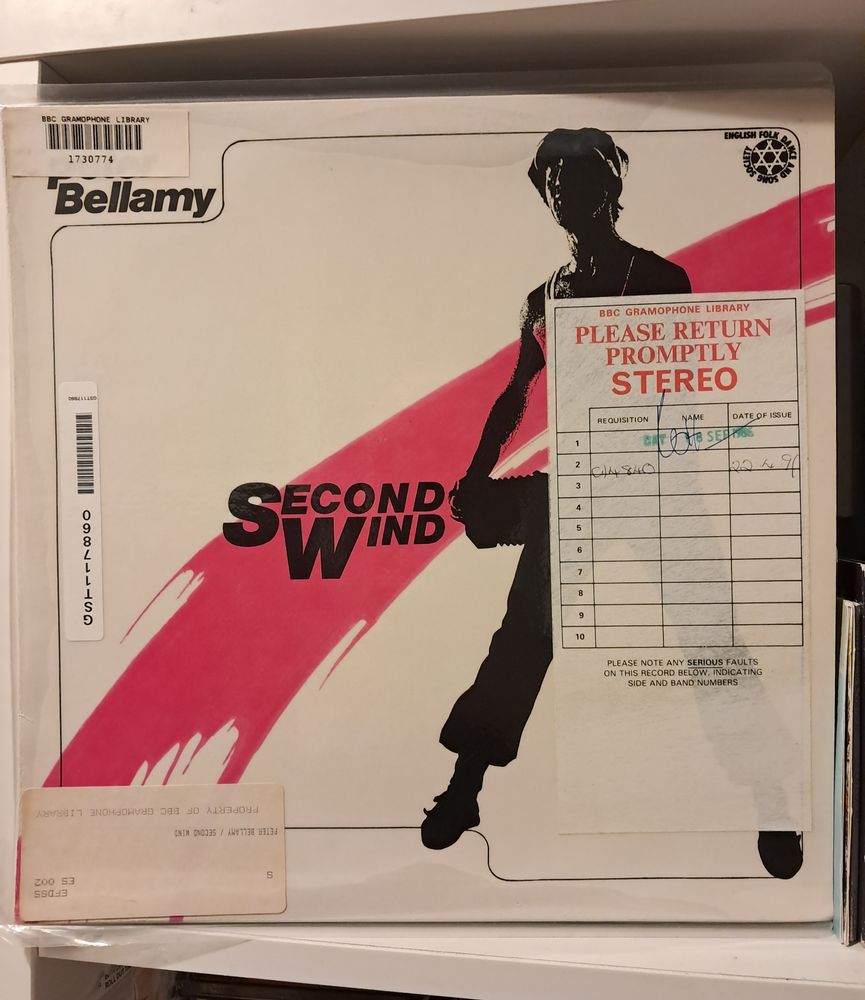 BBC GRAMOPHONE LIBRARY
1730774
Bellamy
ENGLISH FOLK DANCE AND SONG SOCIETY
BBC GRAMOPHONE LIBRARY
PLEASE RETURN
PROMPTLY
STEREO
REQUISITION NAME DATE OF ISSUE
1
2
3
4
5
6
7
8
9
10
PLEASE NOTE ANY SERIOUS FAULTS
ON THIS RECORD BELOW, INDICATING
SIDE AND BAND NUMBERS
SECOND
WIND
GST117860
GST117860
PROPERTY OF BBC GRAMOPHONE LIBRARY
PETER BELLAMY / SECOND WIND
S
ES 002
EFDSS